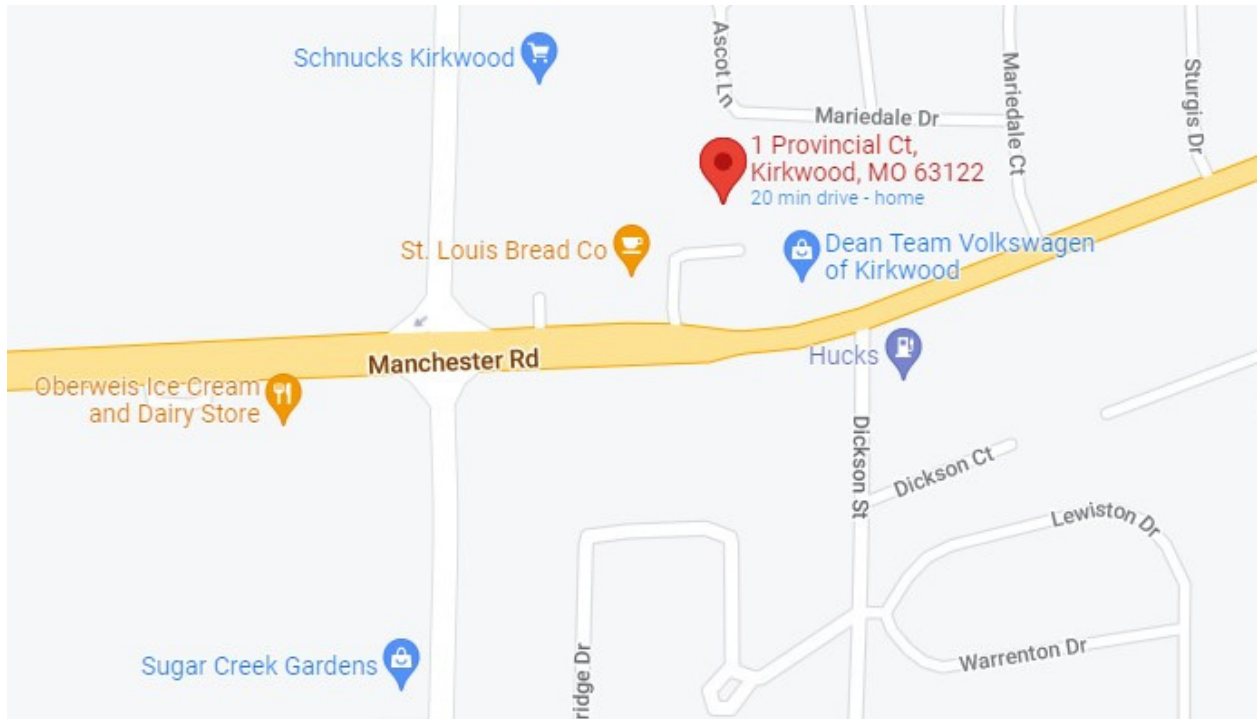 Schnucks Kirkwood
Ascot Ln
Mariedale Dr
Mariedale Ct
Sturgis Dr
1 Provincial Ct,
Kirkwood, MO 63122
20 min drive - home
St. Louis Bread Co
Dean Team Volkswagen
of Kirkwood
Manchester Rd
Hucks
Oberweis Ice Cream
and Dairy Store
Dickson St
Dickson Ct
Lewiston Dr
Sugar Creek Gardens
ridge Dr
Warrenton Dr